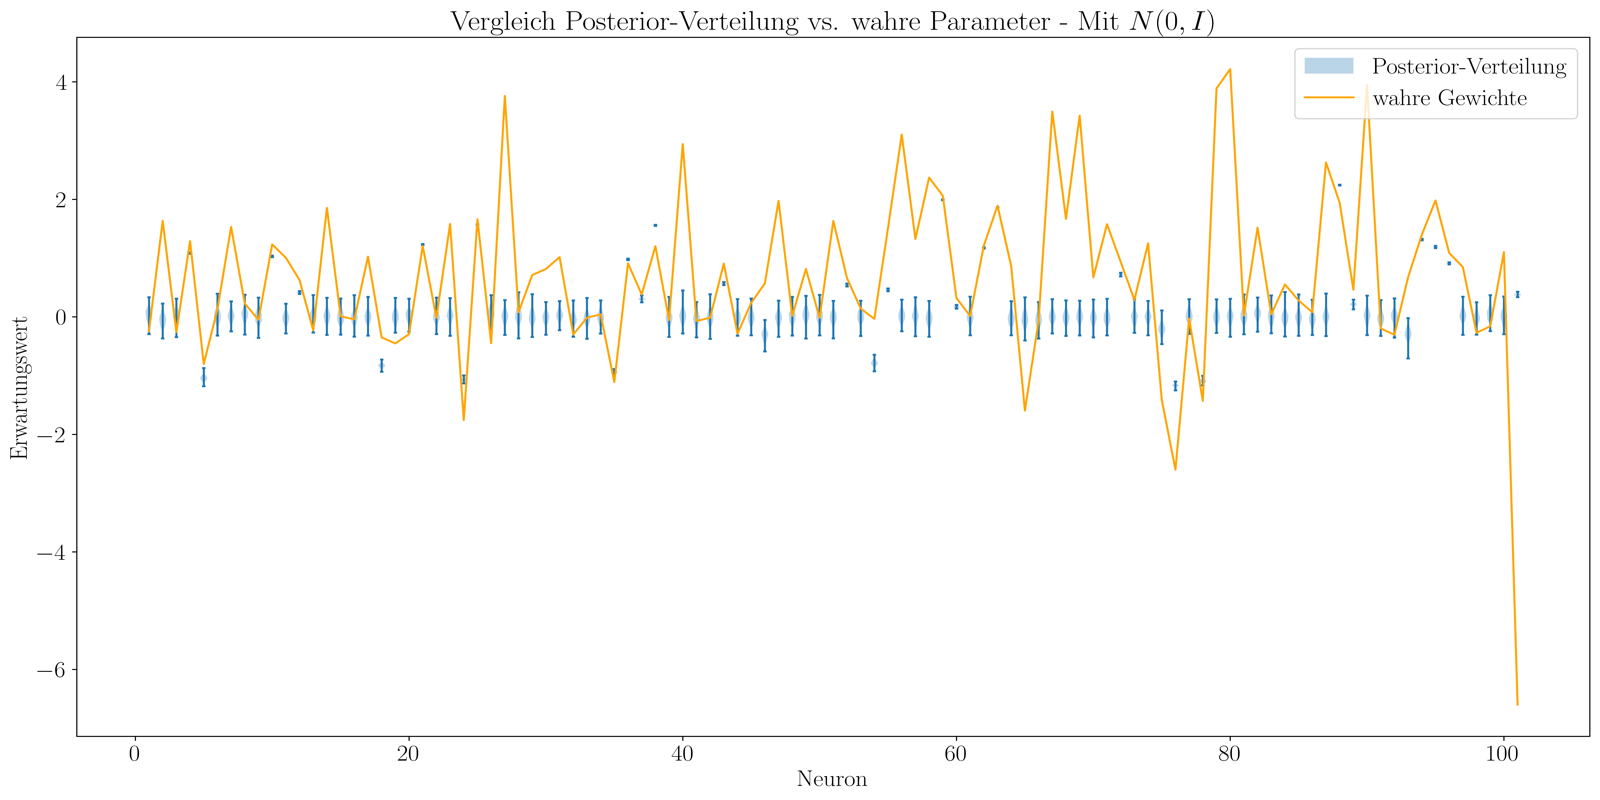 Vergleich Posterior-Verteilung vs. wahre Parameter - Mit N(0, I)
Posterior-Verteilung
wahre Gewichte
Erwartungswert
4
2
0
−2
−4
−6
0 20 40 60 80 100
Neuron